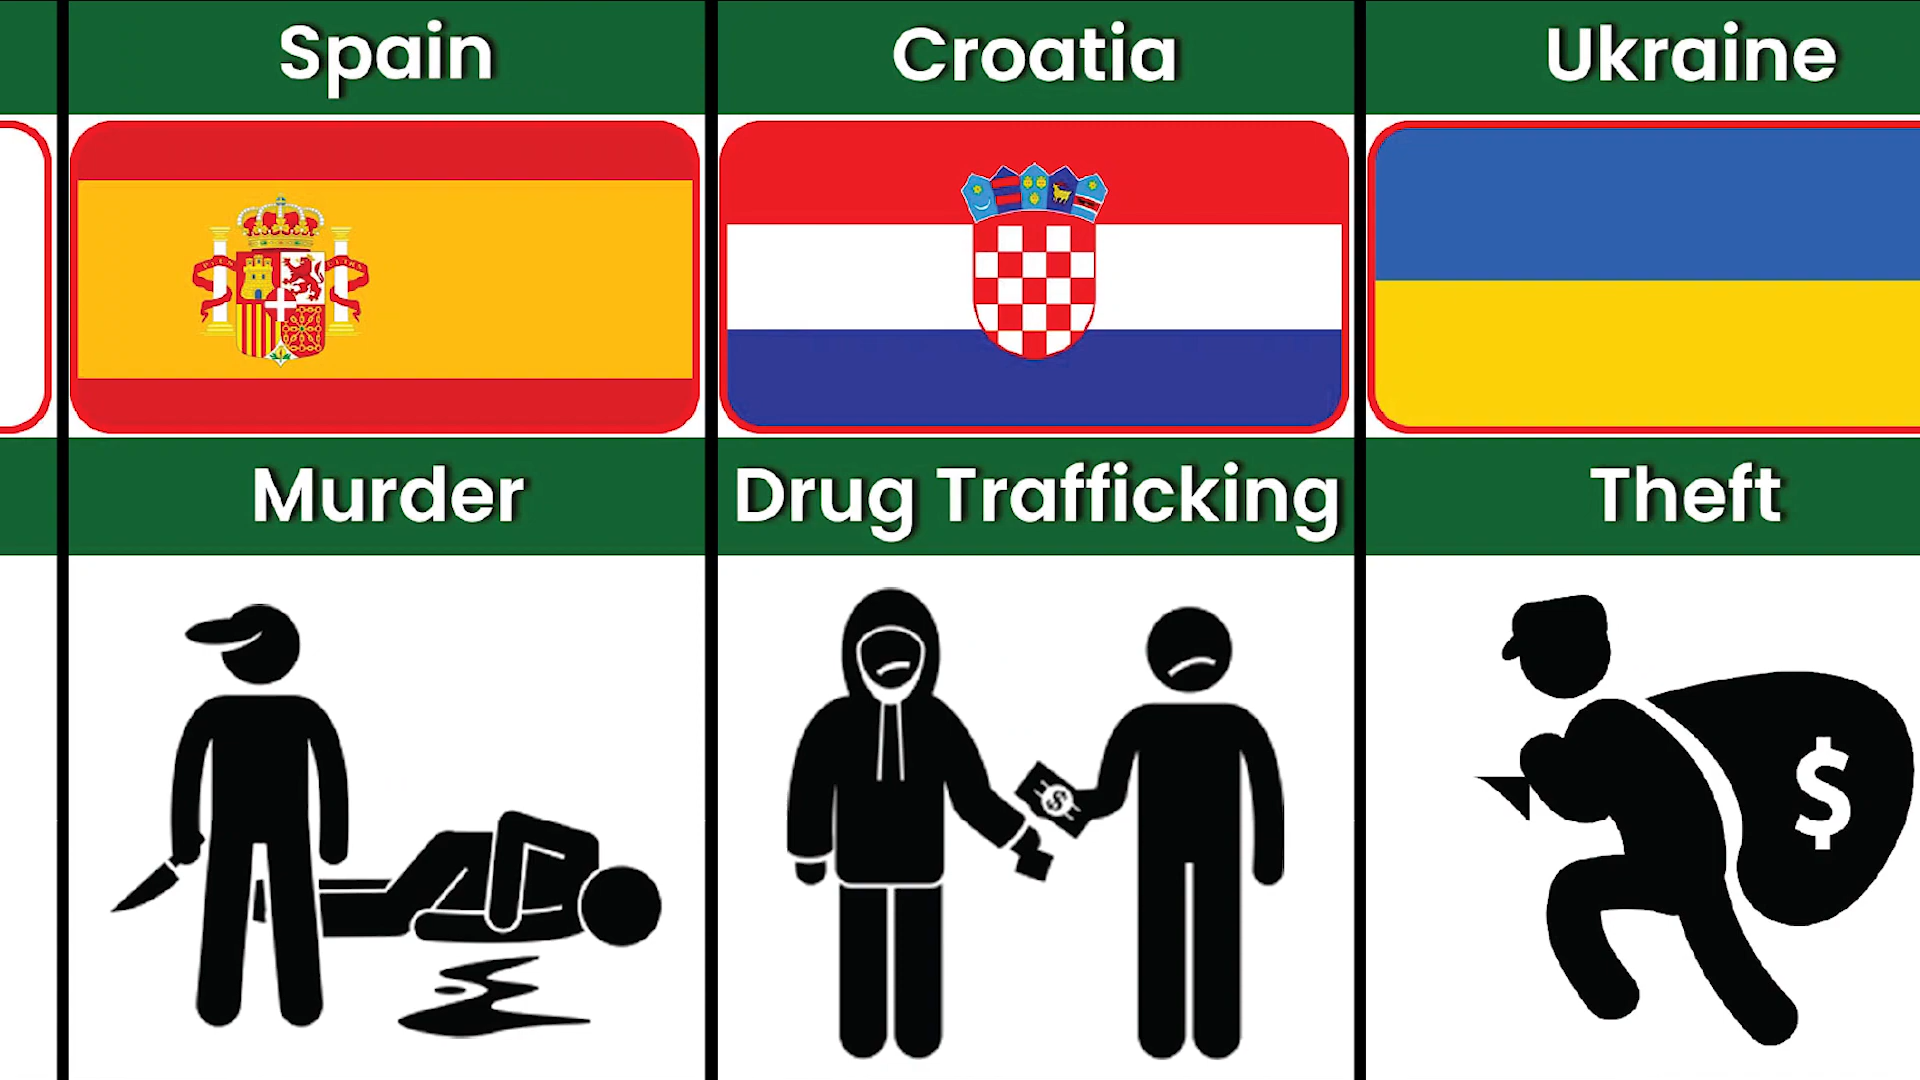 Spain
Croatia
Ukraine
Murder
Drug Trafficking
Theft
$
$